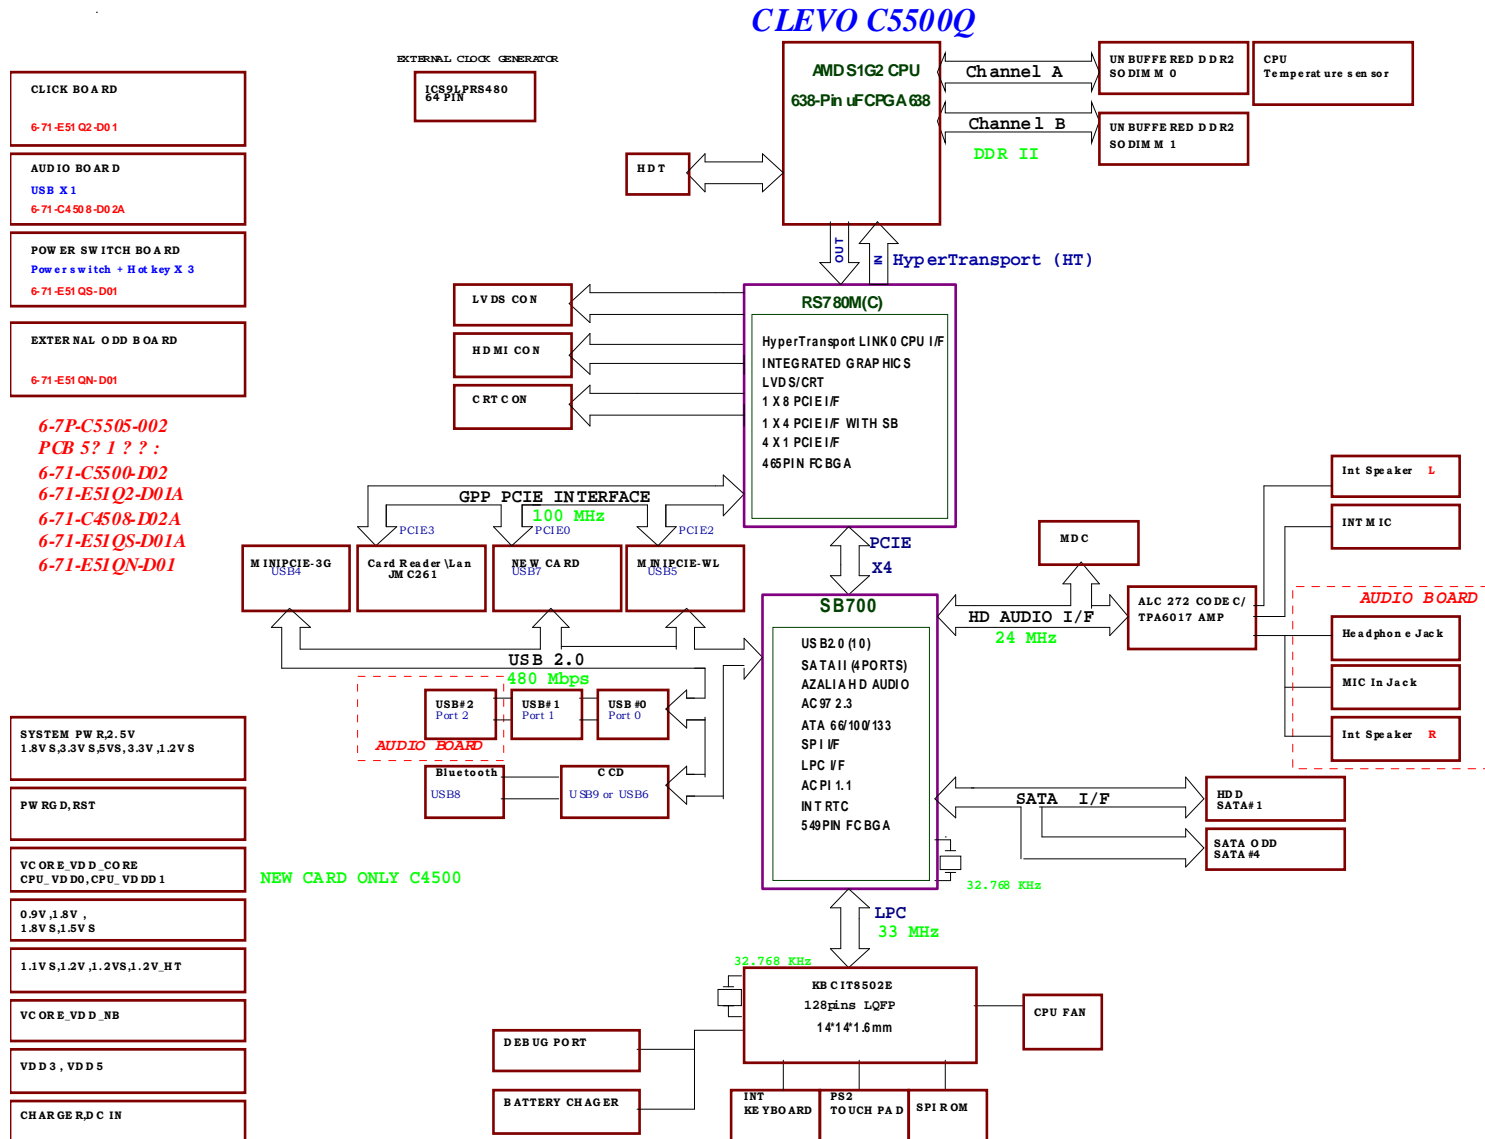 CLEVO C5500Q
EXTERNAL CLOCK GENERATOR
ICS9LPRS480
64 PIN
CLICK BOARD
6-71-E51Q2-D01
AUDIO BOARD
USB X1
6-71-C4508-D02A
POWER SWITCH BOARD
Power switch + Hotkey X 3
6-71-E51QS-D01
EXTERNAL ODD BOARD
6-71-E51QN-D01
6-7P-C5505-002
PCB 5? 1 ? ? :
6-71-C5500-D02
6-71-E51Q2-D01A
6-71-C4508-D02A
6-71-E51QS-D01A
6-71-E51QN-D01
AMD S1G2 CPU
638-Pin uFCPGA638
Channel A
Channel B
DDR II
UNBUFFERED DDR2
SODIMM 0
CPU
Temperature sensor
UNBUFFERED DDR2
SODIMM 1
HDT
OUT
IN
HyperTransport (HT)
LVDS CON
HDMI CON
CRT CON
RS780M(C)
HyperTransport LINK0 CPU I/F
INTEGRATED GRAPHICS
LVDS/CRT
1 X 8 PCIE I/F
1 X 4 PCIE I/F WITH SB
4 X 1 PCIE I/F
465PIN FCBGA
GPP PCIE INTERFACE
100 MHz
PCIE3
PCIE0
PCIE2
MINIPCIE-3G
USB4
Card Reader\Lan
JMC261
NEW CARD
USB7
MINIPCIE-WL
USB5
PCIE
X4
USB 2.0
480 Mbps
USB#2
Port 2
USB#1
Port 1
USB #0
Port 0
AUDIO BOARD
Bluetooth
USB8
CCD
USB9 or USB6
SB700
USB2.0 (10)
SATAII (4PORTS)
AZALIA HD AUDIO
AC97 2.3
ATA 66/100/133
SPI I/F
LPC I/F
ACPI 1.1
INT RTC
549PIN FCBGA
MDC
HD AUDIO I/F
24 MHz
ALC 272 CODEC/
TPA6017 AMP
Int Speaker L
INT MIC
AUDIO BOARD
Headphone Jack
MIC In Jack
Int Speaker R
SATA I/F
HDD
SATA#1
SATA ODD
SATA #4
32.768 KHz
LPC
33 MHz
32.768 KHz
KBC IT8502E
128pins LQFP
14*14*1.6mm
CPU FAN
DEBUG PORT
BATTERY CHAGER
INT
KEYBOARD
PS2
TOUCH PAD
SPI ROM
SYSTEM PWR,2.5V
1.8VS,3.3VS,5VS,3.3V,1.2VS
PWRGD,RST
VCORE_VDD_CORE
CPU_VDD0,CPU_VDDD1
NEW CARD ONLY C4500
0.9V,1.8V ,
1.8VS,1.5VS
1.1VS,1.2V,1.2VS,1.2V_HT
VCORE_VDD_NB
VDD3 , VDD5
CHARGER,DC IN